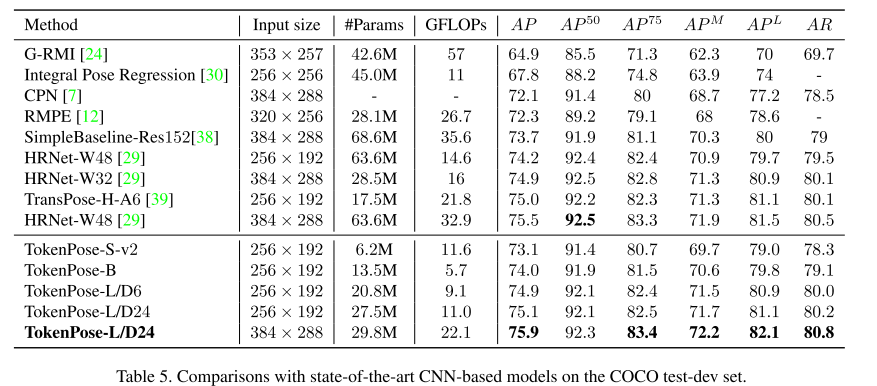 Method Input size #Params GFLOPs AP AP^50 AP^75 AP^M AP^L AR
G-RMI [24] 353 × 257 42.6M 57 64.9 85.5 71.3 62.3 70 69.7
Integral Pose Regression [30] 256 × 256 45.0M 11 67.8 88.2 74.8 63.9 74 -
CPN [7] 384 × 288 - - 72.1 91.4 80 68.7 77.2 78.5
RMPE [12] 320 × 256 28.1M 26.7 72.3 89.2 79.1 68 78.6 -
SimpleBaseline-Res152[38] 384 × 288 68.6M 35.6 73.7 91.9 81.1 70.3 80 79
HRNet-W48 [29] 256 × 192 63.6M 14.6 74.2 92.4 82.4 70.9 79.7 79.5
HRNet-W32 [29] 384 × 288 28.5M 16 74.9 92.5 82.8 71.3 80.9 80.1
TransPose-H-A6 [39] 256 × 192 17.5M 21.8 75.0 92.2 82.3 71.3 81.1 80.1
HRNet-W48 [29] 384 × 288 63.6M 32.9 75.5 92.5 83.3 71.9 81.5 80.5
TokenPose-S-v2 256 × 192 6.2M 11.6 73.1 91.4 80.7 69.7 79.0 78.3
TokenPose-B 256 × 192 13.5M 5.7 74.0 91.9 81.5 70.6 79.8 79.1
TokenPose-L/D6 256 × 192 20.8M 9.1 74.9 92.1 82.4 71.5 80.9 80.0
TokenPose-L/D24 256 × 192 27.5M 11.0 75.1 92.1 82.5 71.7 81.1 80.2
TokenPose-L/D24 384 × 288 29.8M 22.1 75.9 92.3 83.4 72.2 82.1 80.8
Table 5. Comparisons with state-of-the-art CNN-based models on the COCO test-dev set.